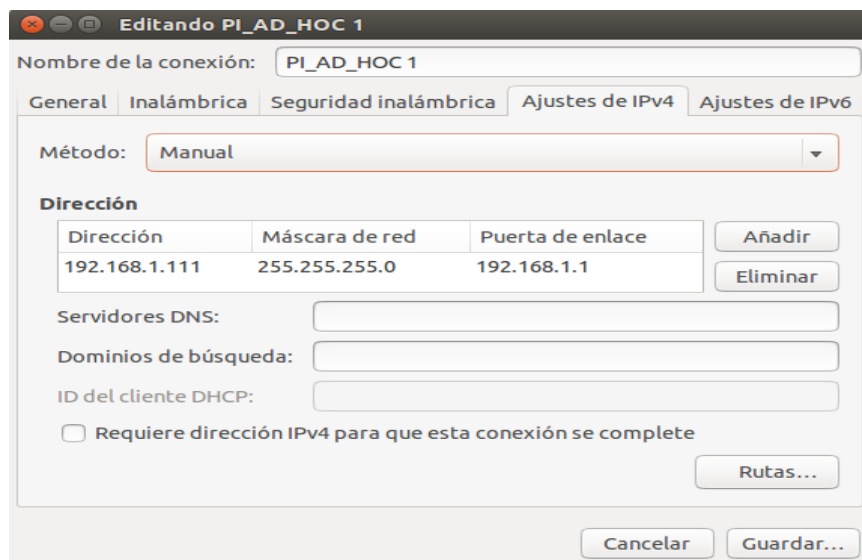 Editando PI_AD_HOC 1
Nombre de la conexión: PI_AD_HOC 1
General Inalámbrica Seguridad inalámbrica Ajustes de IPv4 Ajustes de IPv6
Método: Manual
Dirección
Dirección Máscara de red Puerta de enlace Añadir
192.168.1.111 255.255.255.0 192.168.1.1 Eliminar
Servidores DNS:
Dominios de búsqueda:
ID del cliente DHCP:
Requiere dirección IPv4 para que esta conexión se complete
Rutas...
Cancelar Guardar...